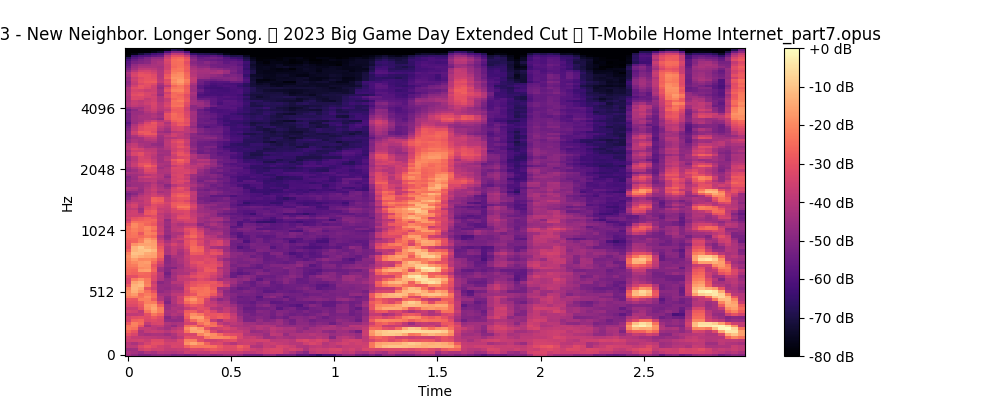 3 - New Neighbor. Longer Song. 2023 Big Game Day Extended Cut T-Mobile Home Internet_part7.opus
+0 dB
-10 dB
-20 dB
-30 dB
-40 dB
-50 dB
-60 dB
-70 dB
-80 dB
4096
2048
1024
512
0
Hz
0
0.5
1
1.5
2
2.5
Time